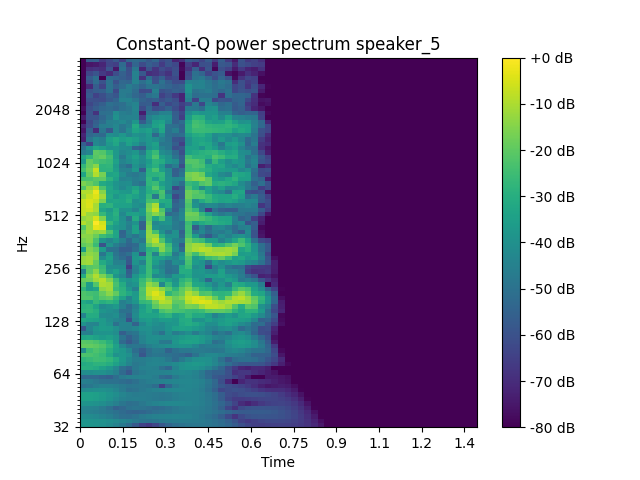 Constant-Q power spectrum speaker_5
Hz
2048
1024
512
256
128
64
32
0 0.15 0.3 0.45 0.6 0.75 0.9 1.1 1.2 1.4
Time
+0 dB
-10 dB
-20 dB
-30 dB
-40 dB
-50 dB
-60 dB
-70 dB
-80 dB